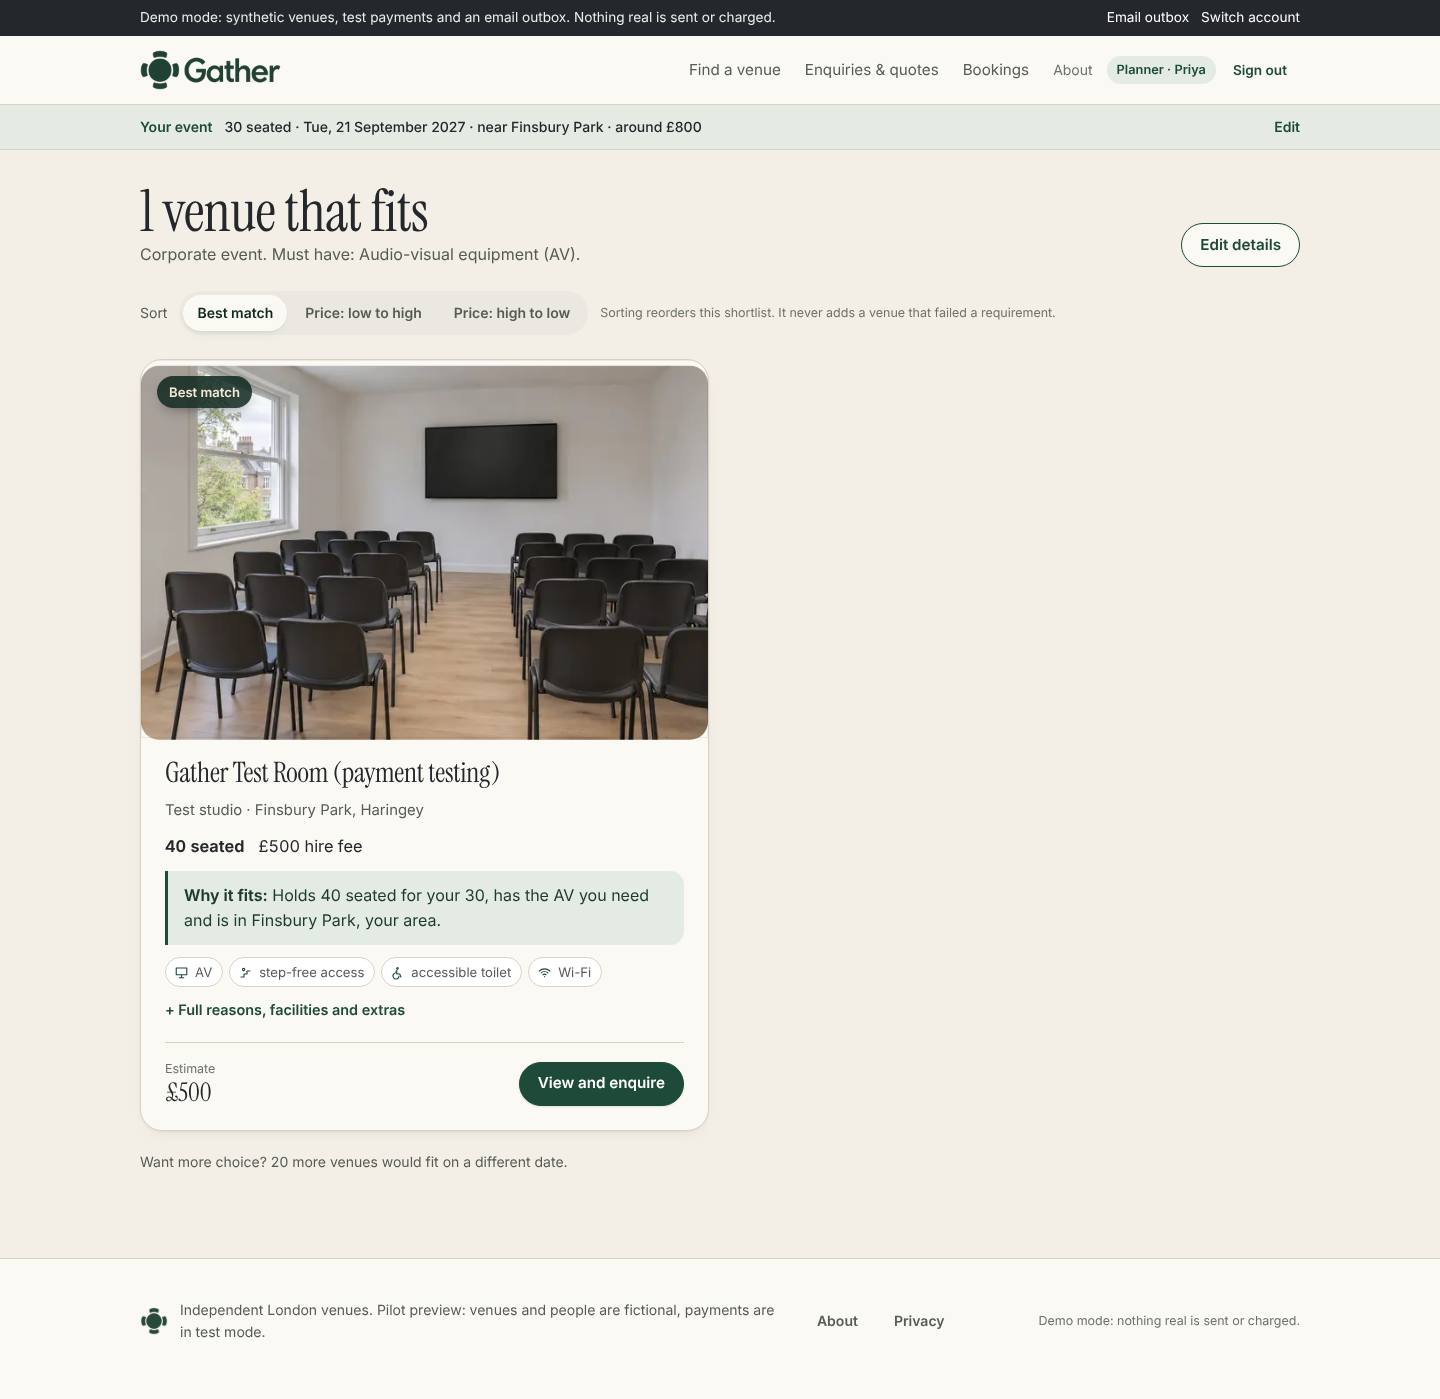 Demo mode: synthetic venues, test payments and an email outbox. Nothing real is sent or charged.
Email outbox Switch account
Gather
Find a venue Enquiries & quotes Bookings About Planner · Priya Sign out
Your event 30 seated · Tue, 21 September 2027 · near Finsbury Park · around £800 Edit
1 venue that fits
Corporate event. Must have: Audio-visual equipment (AV).
Edit details
Sort Best match Price: low to high Price: high to low Sorting reorders this shortlist. It never adds a venue that failed a requirement.
Best match
Gather Test Room (payment testing)
Test studio · Finsbury Park, Haringey
40 seated £500 hire fee
Why it fits: Holds 40 seated for your 30, has the AV you need
and is in Finsbury Park, your area.
AV step-free access accessible toilet Wi-Fi
+ Full reasons, facilities and extras
Estimate
£500
View and enquire
Want more choice? 20 more venues would fit on a different date.
Independent London venues. Pilot preview: venues and people are fictional, payments are
in test mode.
About Privacy
Demo mode: nothing real is sent or charged.